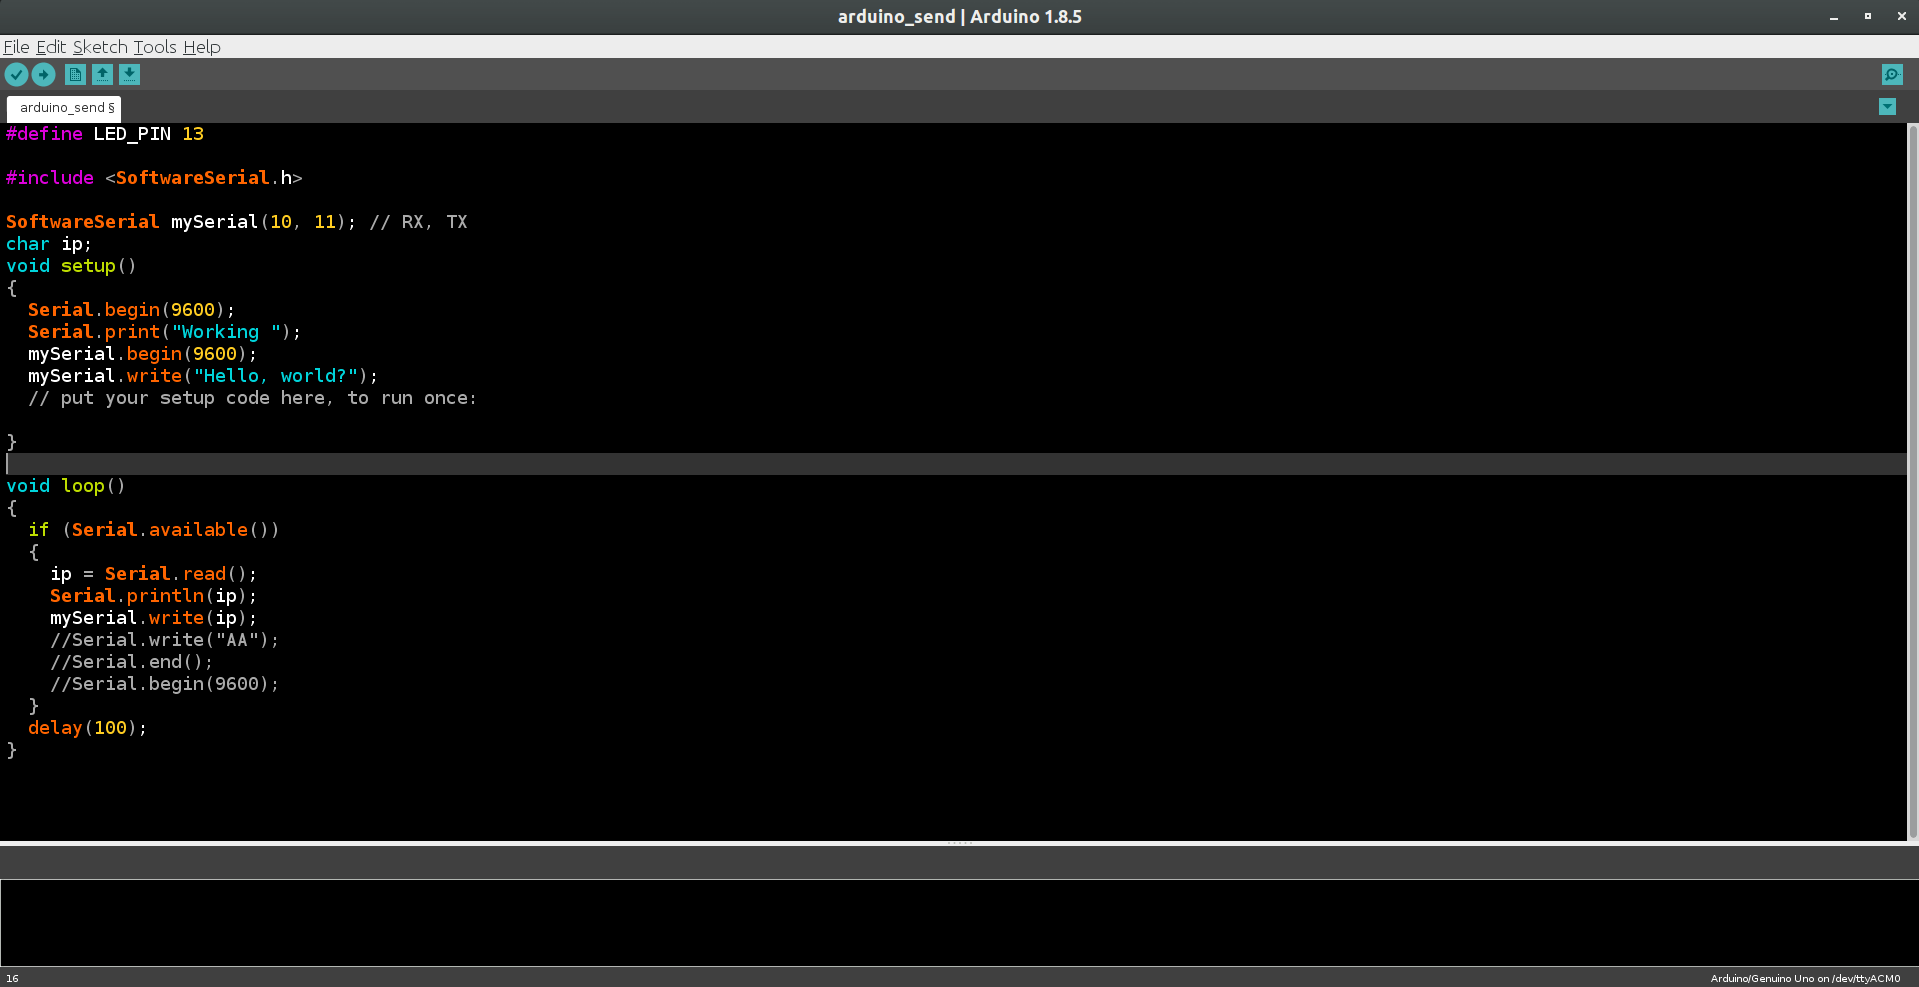 arduino_send | Arduino 1.8.5
File Edit Sketch Tools Help
arduino_send §
#define LED_PIN 13
#include <SoftwareSerial.h>
SoftwareSerial mySerial(10, 11); // RX, TX
char ip;
void setup()
{
  Serial.begin(9600);
  Serial.print("Working ");
  mySerial.begin(9600);
  mySerial.write("Hello, world?");
  // put your setup code here, to run once:
}
void loop()
{
  if (Serial.available())
  {
    ip = Serial.read();
    Serial.println(ip);
    mySerial.write(ip);
    //Serial.write("AA");
    //Serial.end();
    //Serial.begin(9600);
  }
  delay(100);
}
16
Arduino/Genuino Uno on /dev/ttyACM0